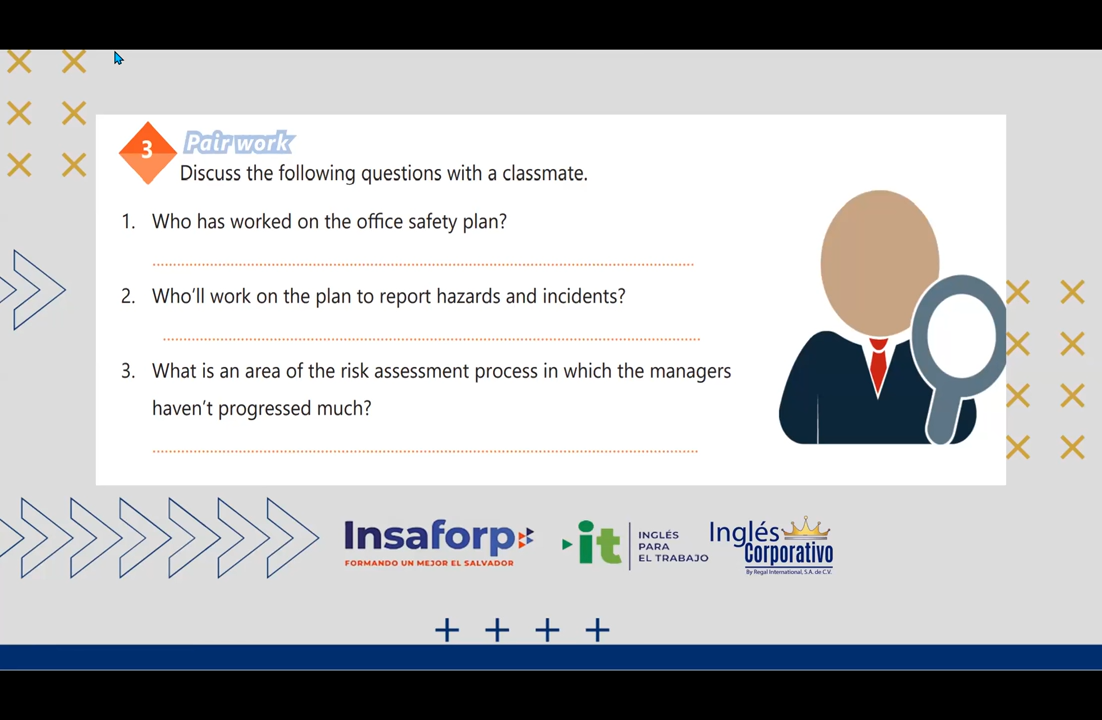 3
Pair work
Discuss the following questions with a classmate.
1. Who has worked on the office safety plan?
2. Who'll work on the plan to report hazards and incidents?
3. What is an area of the risk assessment process in which the managers
haven't progressed much?
Insaforp
FORMANDO UN MEJOR EL SALVADOR
it
INGLÉS
PARA
EL TRABAJO
Inglés
Corporativo
By Regal International, S.A. de C.V.